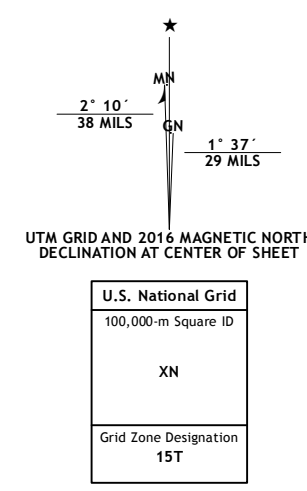 ★
MN
2° 10´
38 MILS
GN
1° 37´
29 MILS
UTM GRID AND 2016 MAGNETIC NORTH
DECLINATION AT CENTER OF SHEET
U.S. National Grid
100,000-m Square ID
XN
Grid Zone Designation
15T